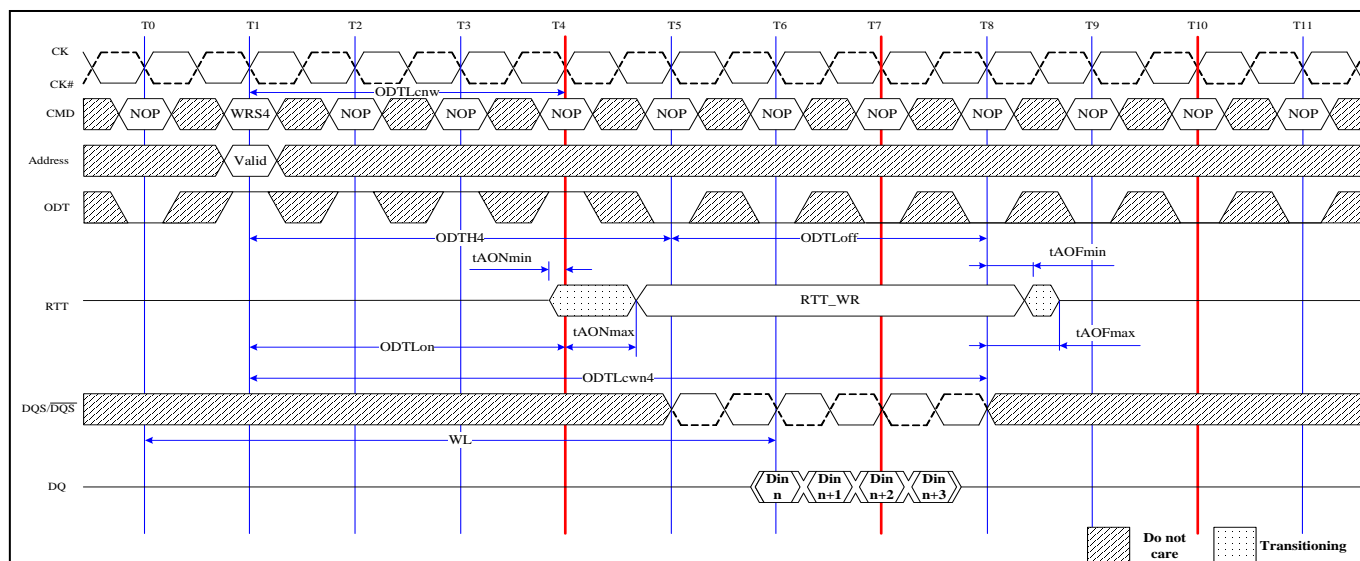 T0 T1 T2 T3 T4 T5 T6 T7 T8 T9 T10 T11
CK
CK#
ODTLcnw
CMD NOP WRS4 NOP NOP NOP NOP NOP NOP NOP NOP NOP NOP
Address Valid
ODT
ODTH4 ODTLoff
tAONmin tAOFmin
RTT RTT_WR
tAONmax tAOFmax
ODTLon
ODTLcwn4
DQS/DQS
WL
DQ Din n Din n+1 Din n+2 Din n+3
Do not care Transitioning